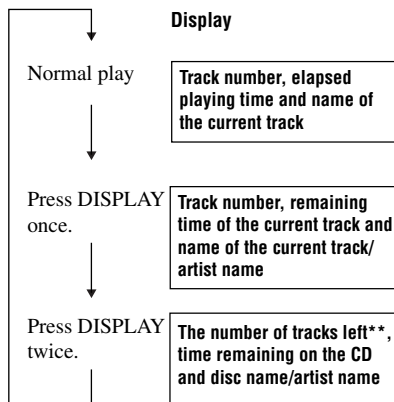 Display
Normal play
Track number, elapsed
playing time and name of
the current track
Press DISPLAY
once.
Track number, remaining
time of the current track and
name of the current track/
artist name
Press DISPLAY
twice.
The number of tracks left**,
time remaining on the CD
and disc name/artist name